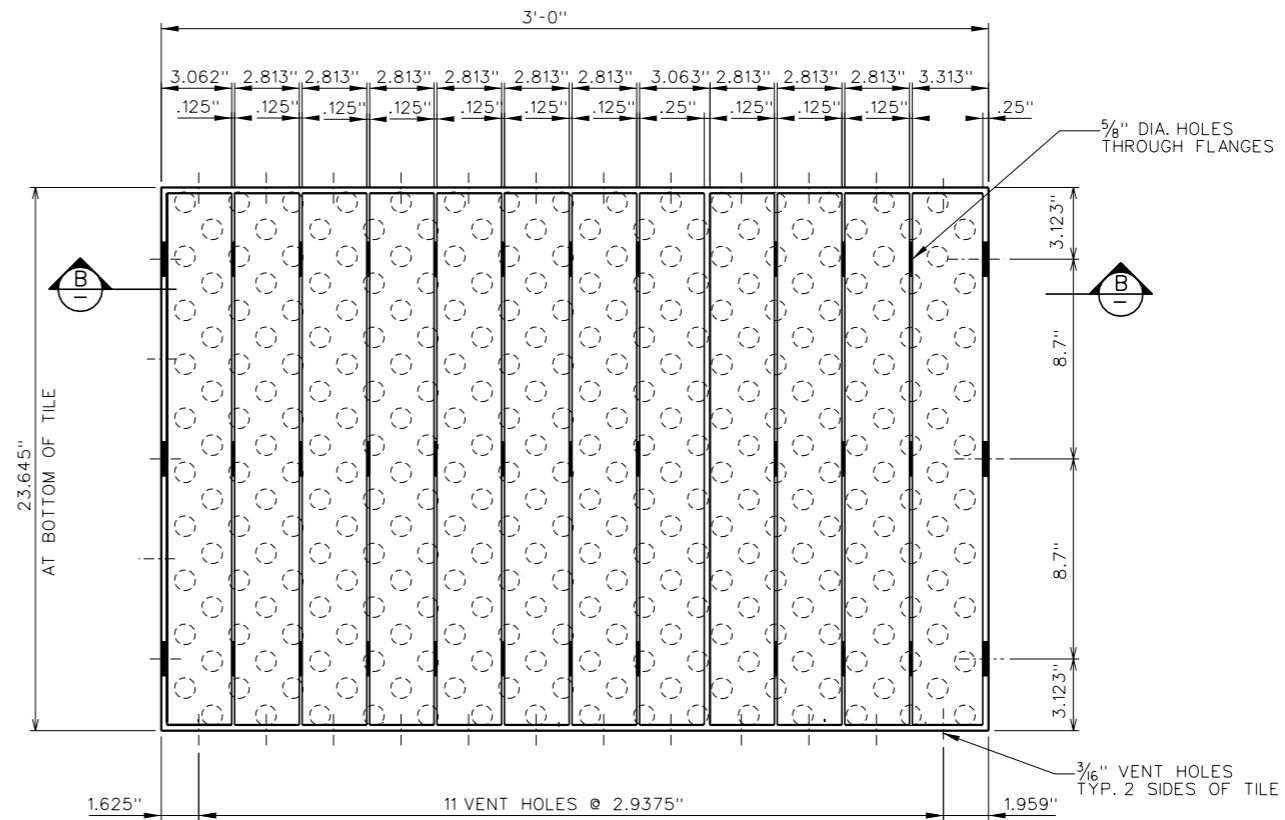 3'-0"
3.062" 2.813" 2.813" 2.813" 2.813" 2.813" 2.813" 3.063" 2.813" 2.813" 2.813" 3.313"
.125" .125" .125" .125" .125" .125" .125" .25" .125" .125" .125" .25"
5/8" DIA. HOLES
THROUGH FLANGES
3.123"
B
B
8.7"
23.645"
AT BOTTOM OF TILE
8.7"
3.123"
3/16" VENT HOLES
TYP. 2 SIDES OF TILE
1.625" 11 VENT HOLES @ 2.9375" 1.959"